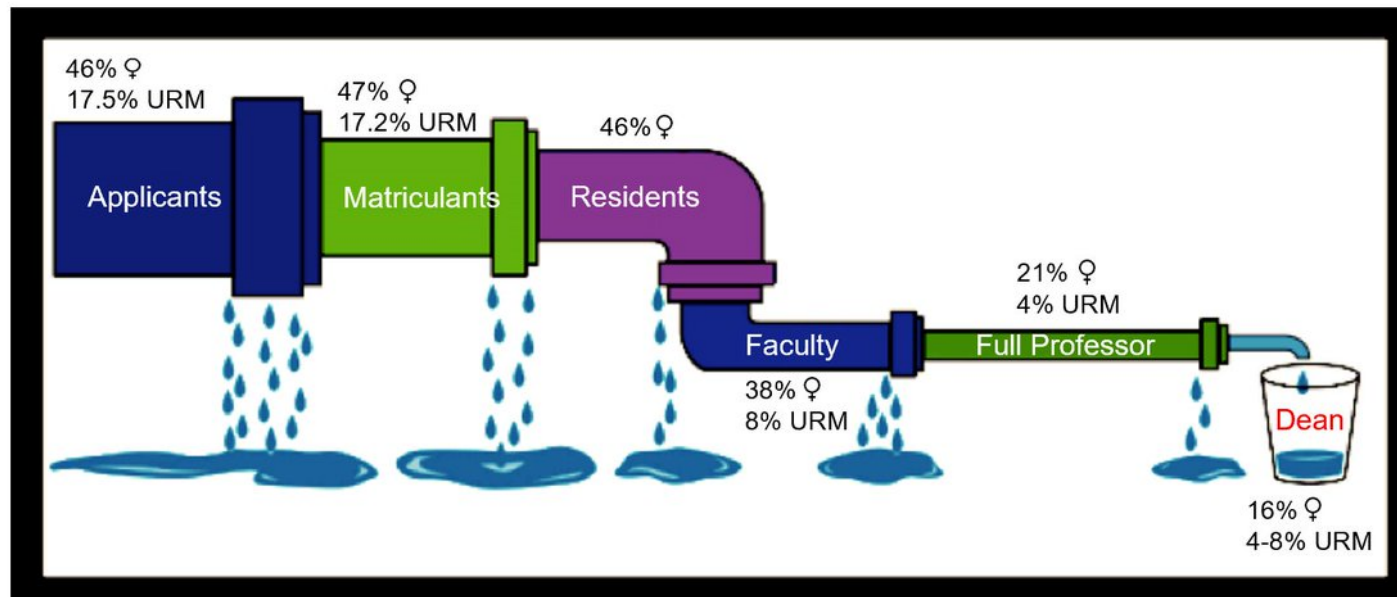 46% ♀
17.5% URM
47% ♀
17.2% URM
46% ♀
Applicants
Matriculants
Residents
21% ♀
4% URM
Faculty
Full Professor
38% ♀
8% URM
Dean
16% ♀
4-8% URM